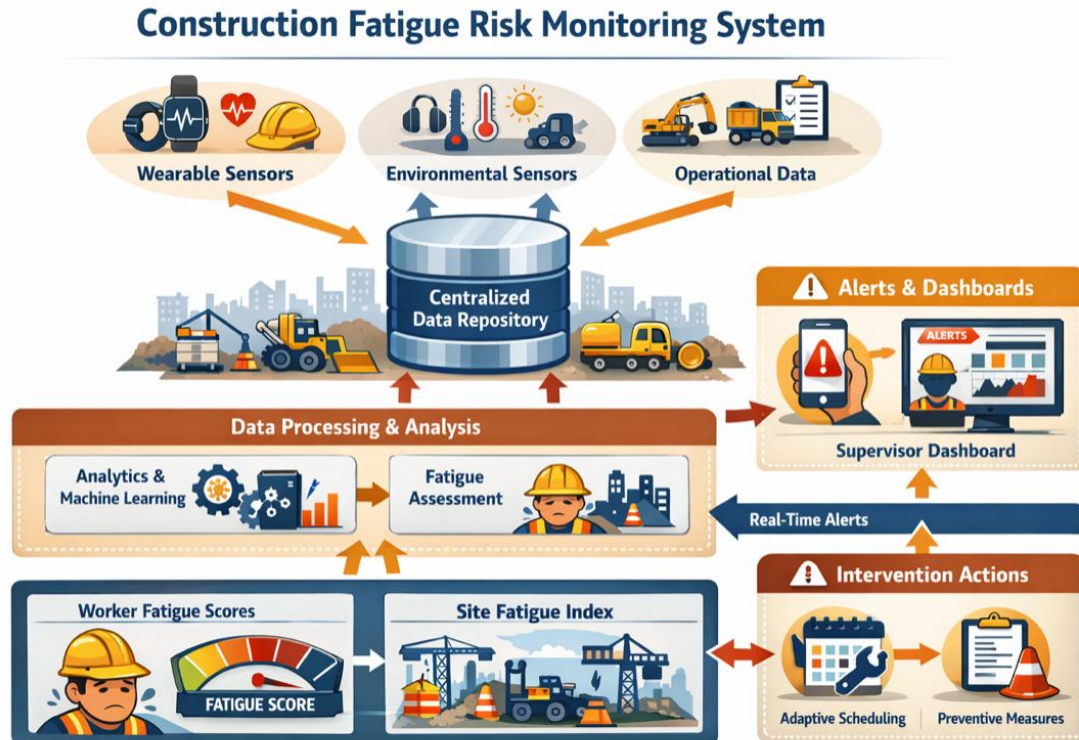 Construction Fatigue Risk Monitoring System
Wearable Sensors
Environmental Sensors
Operational Data
Centralized
Data Repository
Alerts & Dashboards
ALERTS
Supervisor Dashboard
Data Processing & Analysis
Analytics &
Machine Learning
Fatigue
Assessment
Real-Time Alerts
Worker Fatigue Scores
FATIGUE SCORE
Site Fatigue Index
Intervention Actions
Adaptive Scheduling
Preventive Measures